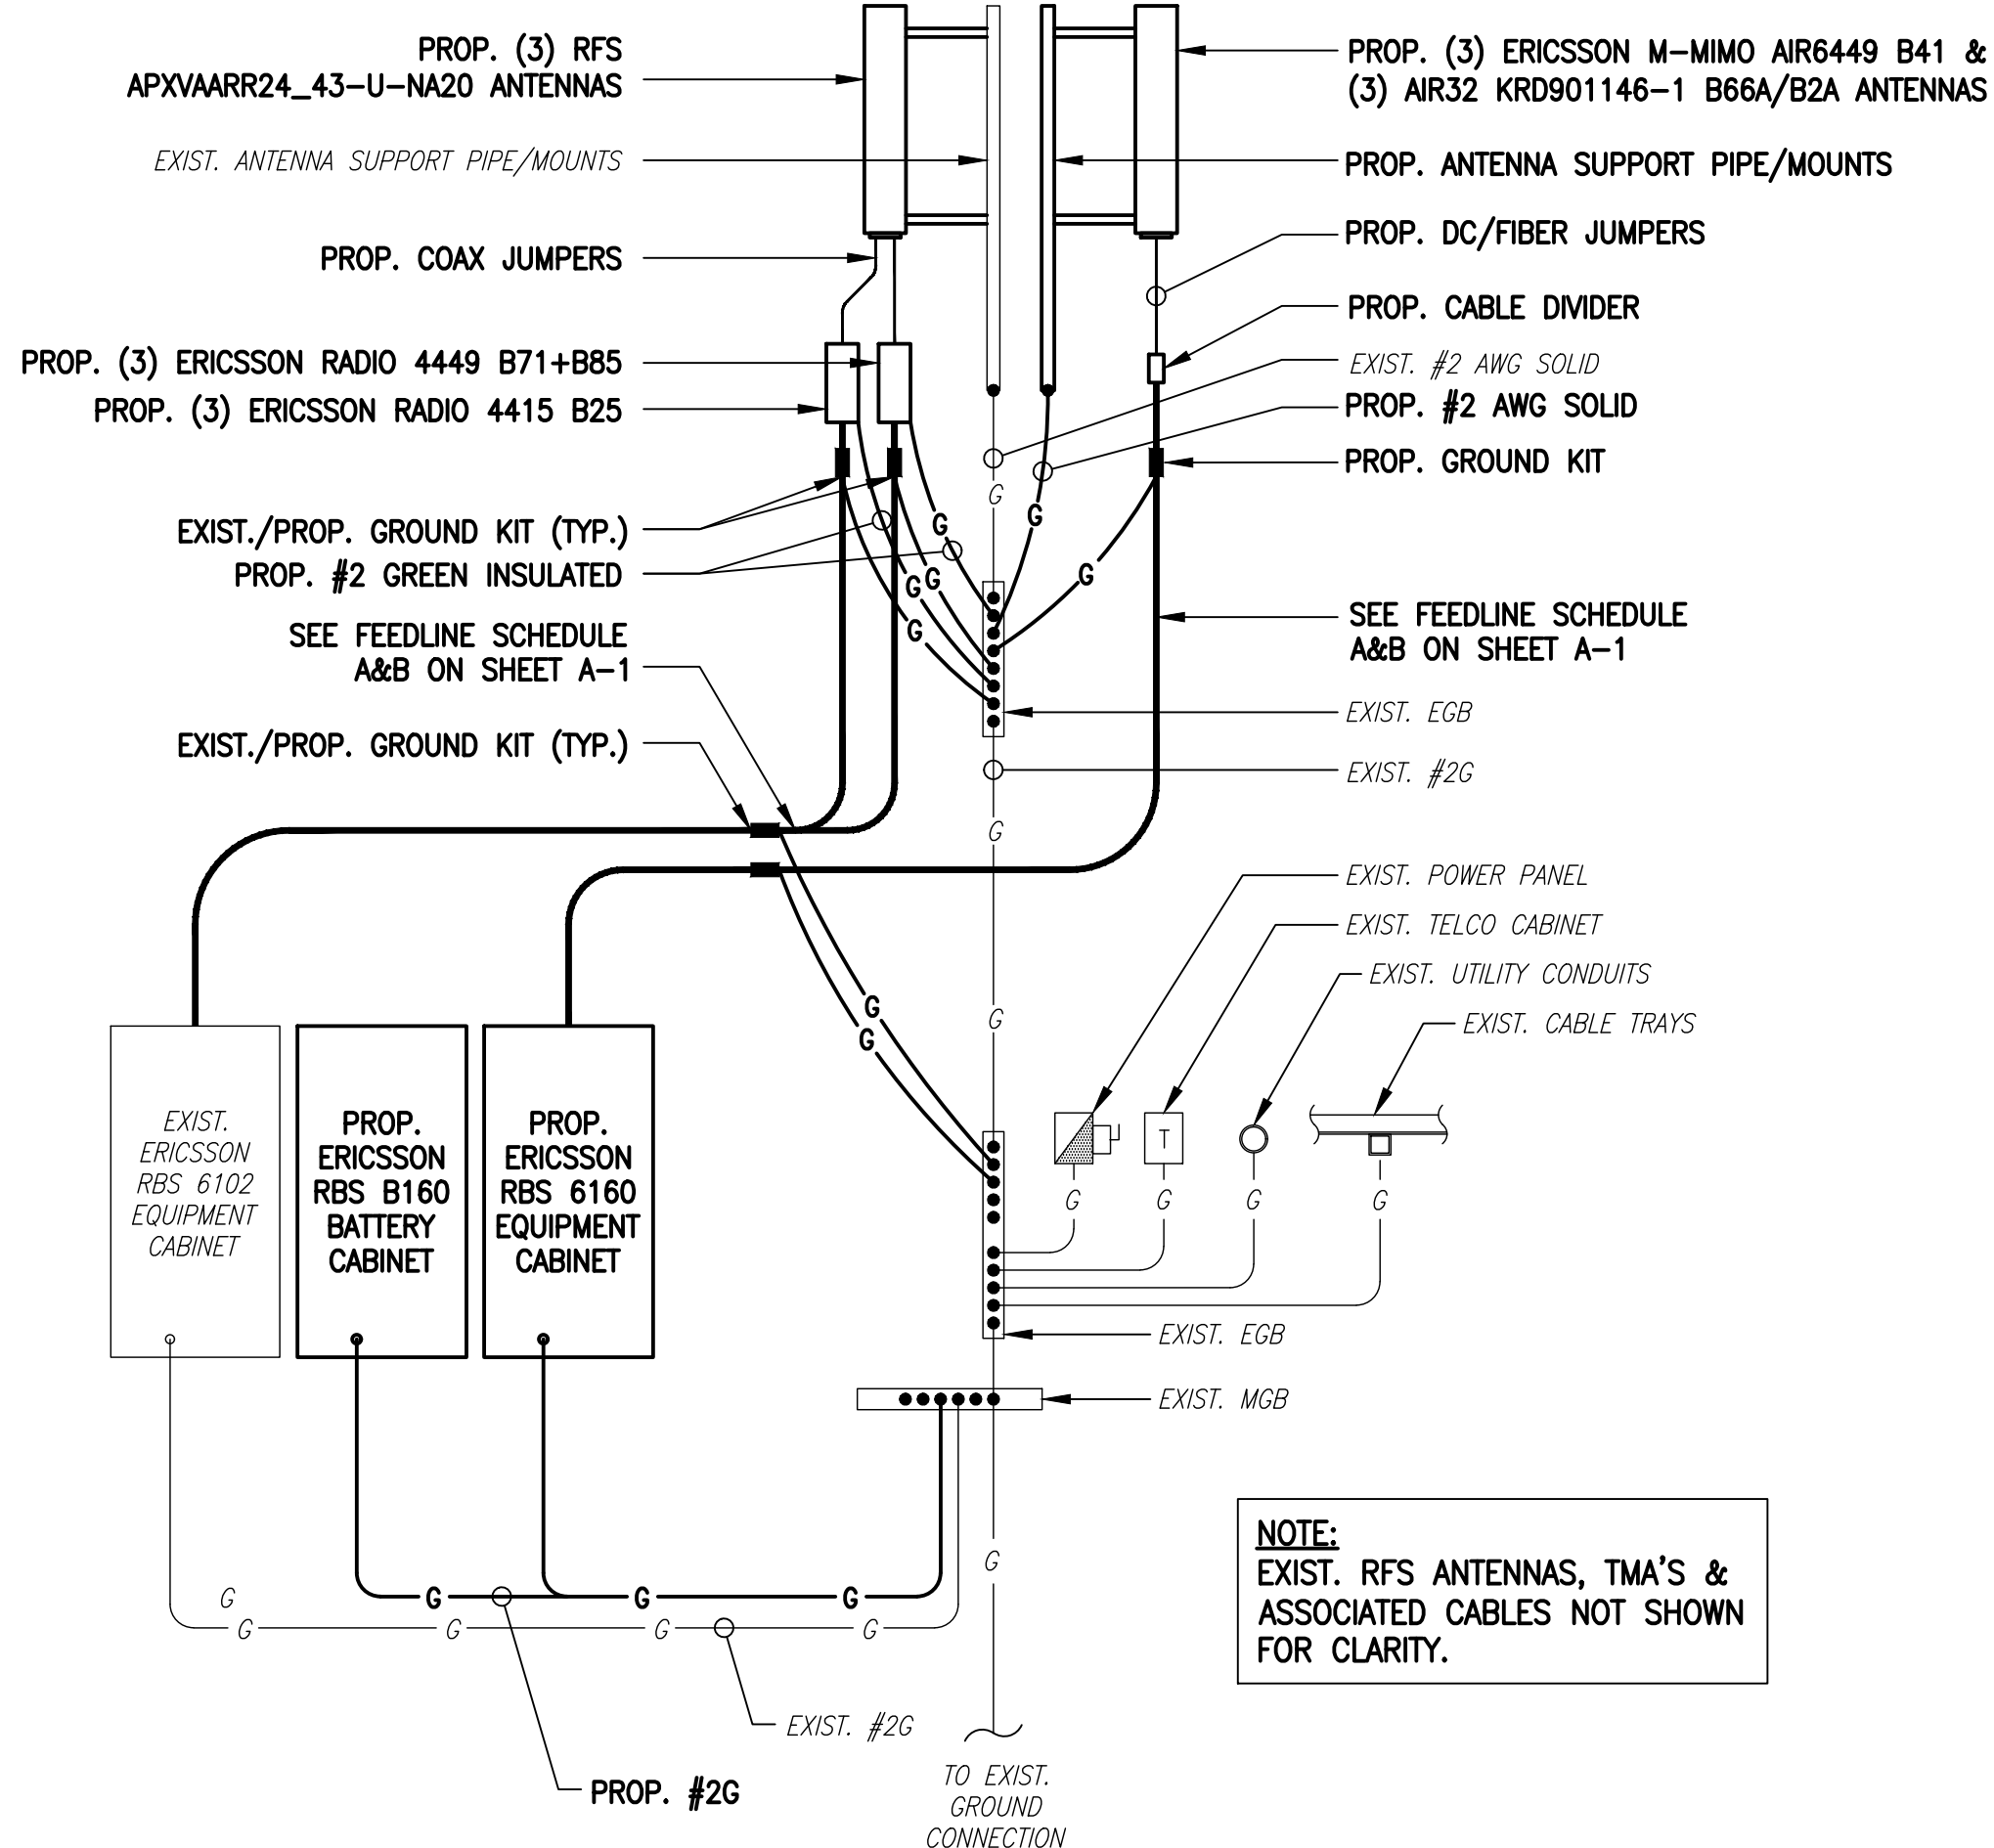 PROP. (3) RFS
APXVAARR24_43-U-NA20 ANTENNAS
EXIST. ANTENNA SUPPORT PIPE/MOUNTS
PROP. COAX JUMPERS
PROP. (3) ERICSSON RADIO 4449 B71+B85
PROP. (3) ERICSSON RADIO 4415 B25
EXIST./PROP. GROUND KIT (TYP.)
PROP. #2 GREEN INSULATED
SEE FEEDLINE SCHEDULE
A&B ON SHEET A-1
EXIST./PROP. GROUND KIT (TYP.)
PROP. (3) ERICSSON M-MIMO AIR6449 B41 &
(3) AIR32 KRD901146-1 B66A/B2A ANTENNAS
PROP. ANTENNA SUPPORT PIPE/MOUNTS
PROP. DC/FIBER JUMPERS
PROP. CABLE DIVIDER
EXIST. #2 AWG SOLID
PROP. #2 AWG SOLID
PROP. GROUND KIT
SEE FEEDLINE SCHEDULE
A&B ON SHEET A-1
EXIST. EGB
EXIST. #2G
EXIST. POWER PANEL
EXIST. TELCO CABINET
EXIST. UTILITY CONDUITS
EXIST. CABLE TRAYS
G
G
G
G
G
G
G
G
G
G
G
G
T
G
G
G
G
EXIST.
ERICSSON
RBS 6102
EQUIPMENT
CABINET
PROP.
ERICSSON
RBS B160
BATTERY
CABINET
PROP.
ERICSSON
RBS 6160
EQUIPMENT
CABINET
EXIST. EGB
EXIST. MGB
G
G
G
G
G
G
G
G
G
EXIST. #2G
PROP. #2G
TO EXIST.
GROUND
CONNECTION
NOTE:
EXIST. RFS ANTENNAS, TMA'S &
ASSOCIATED CABLES NOT SHOWN
FOR CLARITY.